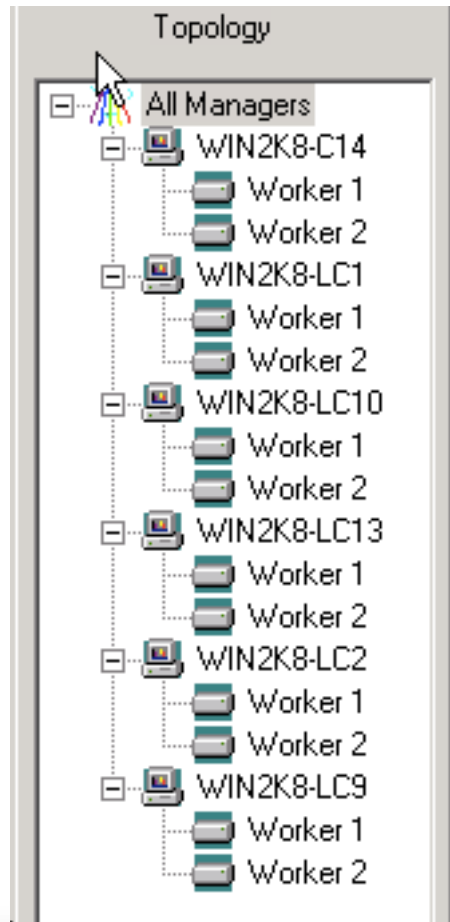 Topology
All Managers
WIN2K8-C14
Worker 1
Worker 2
WIN2K8-LC1
Worker 1
Worker 2
WIN2K8-LC10
Worker 1
Worker 2
WIN2K8-LC13
Worker 1
Worker 2
WIN2K8-LC2
Worker 1
Worker 2
WIN2K8-LC9
Worker 1
Worker 2